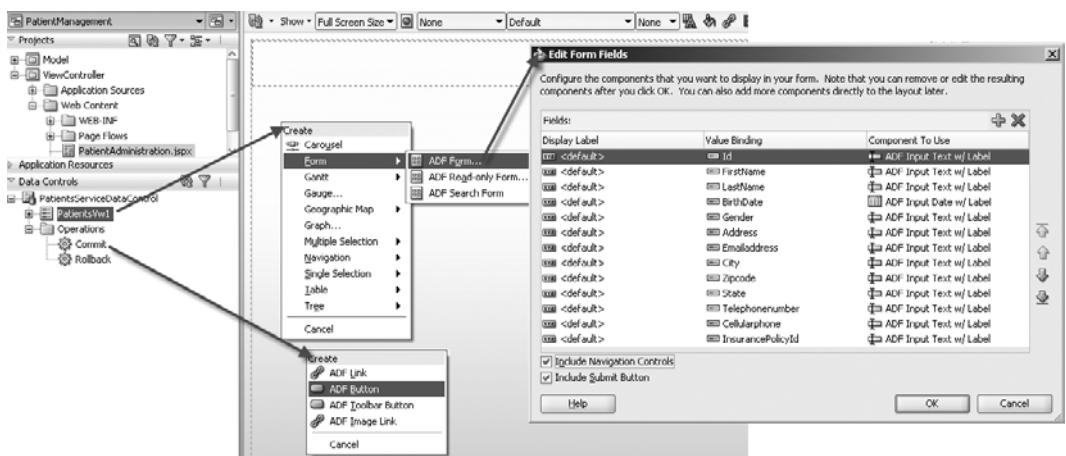 PatientManagement
Show
Full Screen Size
None
Default
None
Projects
Model
ViewController
Application Sources
Web Content
WEB-INF
Page Flows
PatientAdministration.jspx
Application Resources
Data Controls
PatientsServiceDataControl
PatientsVw1
Operations
Commit
Rollback
Create
Carousel
Form
Gantt
Gauge...
Geographic Map
Graph...
Multiple Selection
Navigation
Single Selection
Table
Tree
Cancel
ADF Form...
ADF Read-only Form...
ADF Search Form
Create
ADF Link
ADF Button
ADF Toolbar Button
ADF Image Link
Cancel
Edit Form Fields
Configure the components that you want to display in your form. Note that you can remove or edit the resulting
components after you click OK. You can also add more components directly to the layout later.
Fields:
Display Label Value Binding Component To Use
<default> Id ADF Input Text w/ Label
<default> FirstName ADF Input Text w/ Label
<default> LastName ADF Input Text w/ Label
<default> BirthDate ADF Input Date w/ Label
<default> Gender ADF Input Text w/ Label
<default> Address ADF Input Text w/ Label
<default> Emailaddress ADF Input Text w/ Label
<default> City ADF Input Text w/ Label
<default> Zipcode ADF Input Text w/ Label
<default> State ADF Input Text w/ Label
<default> Telephonenumber ADF Input Text w/ Label
<default> Cellularphone ADF Input Text w/ Label
<default> InsurancePolicyId ADF Input Text w/ Label
Include Navigation Controls
Include Submit Button
Help OK Cancel